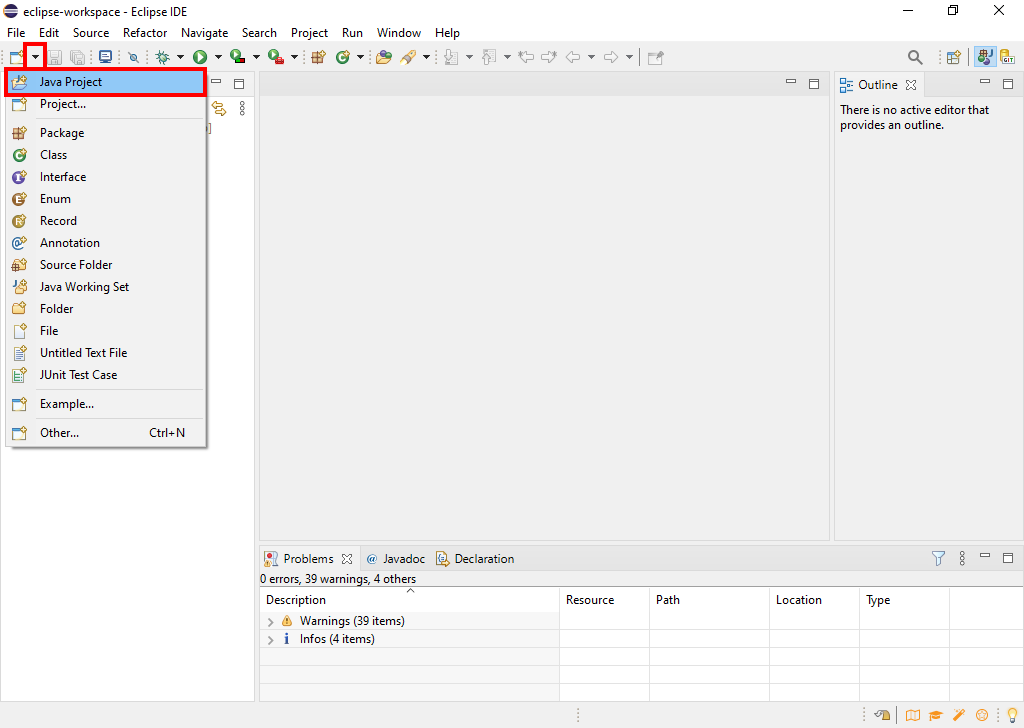 eclipse-workspace - Eclipse IDE
File Edit Source Refactor Navigate Search Project Run Window Help
Java Project
Project...
Package
Class
Interface
Enum
Record
Annotation
Source Folder
Java Working Set
Folder
File
Untitled Text File
JUnit Test Case
Example...
Other... Ctrl+N
Outline
There is no active editor that
provides an outline.
Problems @ Javadoc Declaration
0 errors, 39 warnings, 4 others
Description Resource Path Location Type
Warnings (39 items)
Infos (4 items)